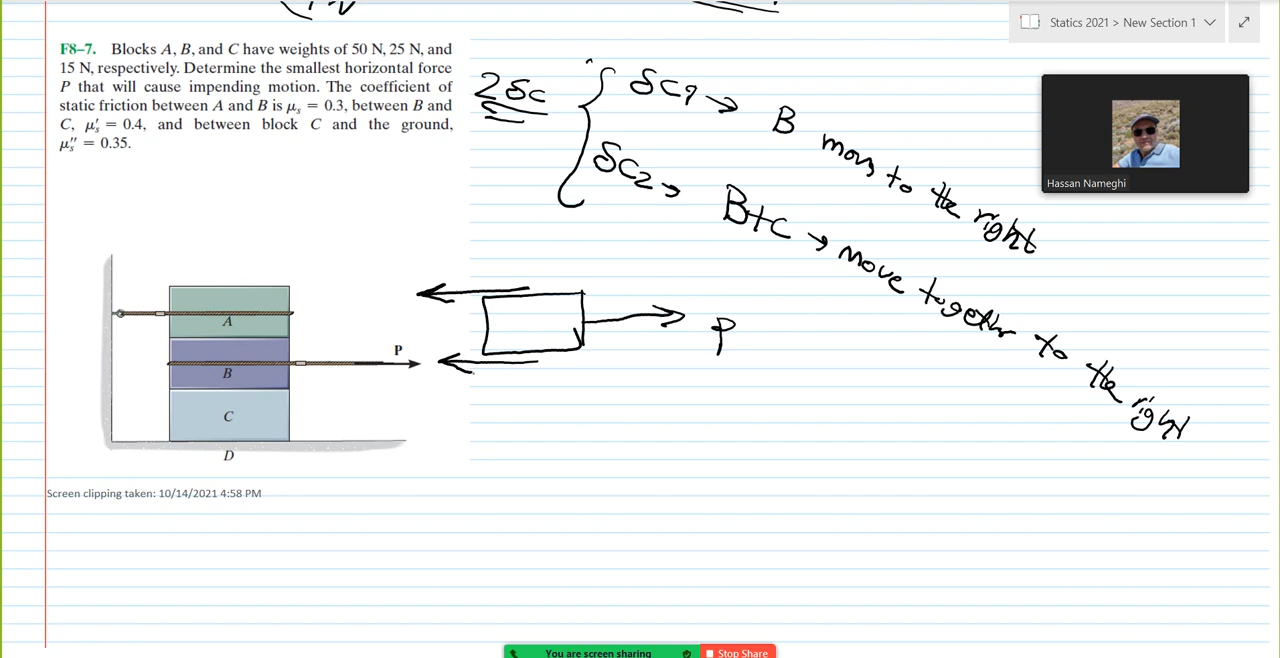 Statics 2021 > New Section 1
F8–7. Blocks A, B, and C have weights of 50 N, 25 N, and
15 N, respectively. Determine the smallest horizontal force
P that will cause impending motion. The coefficient of
static friction between A and B is μs = 0.3, between B and
C, μ's = 0.4, and between block C and the ground,
μ''s = 0.35.
2 δc
δc1 → B movs to the right
δc2 → B+C → move together to the right
Hassan Nameghi
A
P
B
C
D
P
Screen clipping taken: 10/14/2021 4:58 PM
You are screen sharing
Stop Share